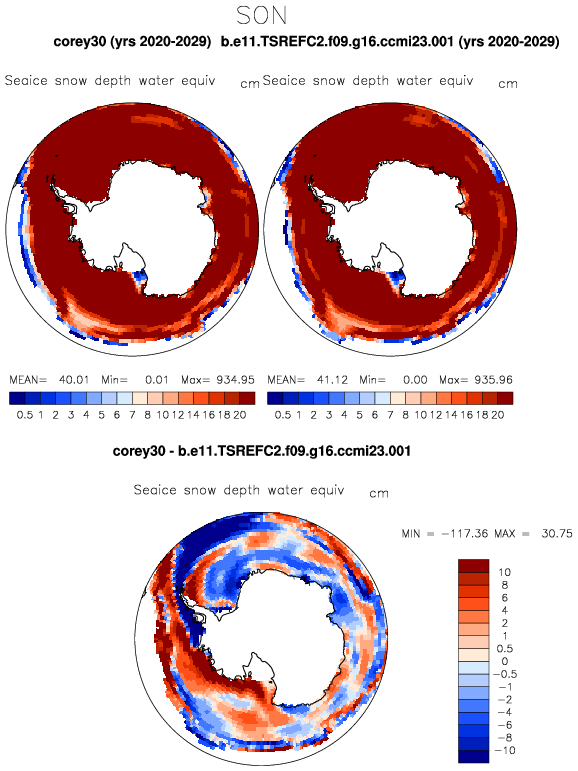 SON
corey30 (yrs 2020-2029) b.e11.TSREFC2.f09.g16.ccmi23.001 (yrs 2020-2029)
Seaice snow depth water equiv cm Seaice snow depth water equiv cm
MEAN= 40.01 Min= 0.01 Max= 934.95 MEAN= 41.12 Min= 0.00 Max= 935.96
0.5 1 2 3 4 5 6 7 8 10 12 14 16 18 20 0.5 1 2 3 4 5 6 7 8 10 12 14 16 18 20
corey30 - b.e11.TSREFC2.f09.g16.ccmi23.001
Seaice snow depth water equiv cm
MIN = -117.36 MAX = 30.75
10
8
6
4
2
1
0.5
0
-0.5
-1
-2
-4
-6
-8
-10